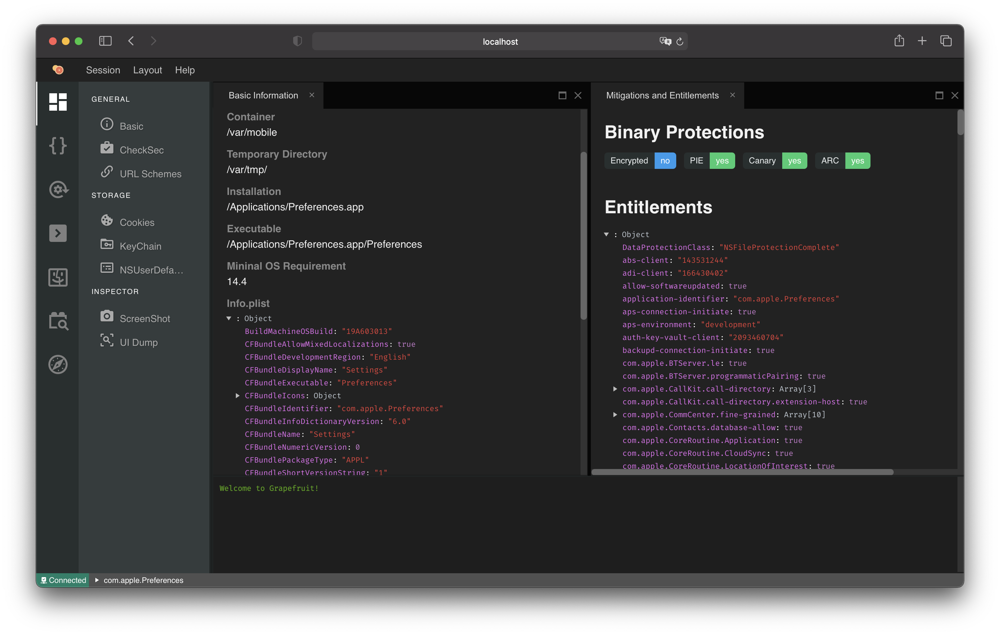 localhost
Session Layout Help
GENERAL
Basic
CheckSec
URL Schemes
STORAGE
Cookies
KeyChain
NSUserDefa...
INSPECTOR
ScreenShot
UI Dump
Basic Information
Container
/var/mobile
Temporary Directory
/var/tmp/
Installation
/Applications/Preferences.app
Executable
/Applications/Preferences.app/Preferences
Mininal OS Requirement
14.4
Info.plist
: Object
BuildMachineOSBuild: "19A603013"
CFBundleAllowMixedLocalizations: true
CFBundleDevelopmentRegion: "English"
CFBundleDisplayName: "Settings"
CFBundleExecutable: "Preferences"
CFBundleIcons: Object
CFBundleIdentifier: "com.apple.Preferences"
CFBundleInfoDictionaryVersion: "6.0"
CFBundleName: "Settings"
CFBundleNumericVersion: 0
CFBundlePackageType: "APPL"
CFBundleShortVersionString: "1"
Mitigations and Entitlements
Binary Protections
Encrypted no PIE yes Canary yes ARC yes
Entitlements
: Object
DataProtectionClass: "NSFileProtectionComplete"
abs-client: "143531244"
adi-client: "166430402"
allow-softwareupdated: true
application-identifier: "com.apple.Preferences"
aps-connection-initiate: true
aps-environment: "development"
auth-key-vault-client: "2093460704"
backupd-connection-initiate: true
com.apple.BTServer.le: true
com.apple.BTServer.programmaticPairing: true
com.apple.CallKit.call-directory: Array[3]
com.apple.CallKit.call-directory.extension-host: true
com.apple.CommCenter.fine-grained: Array[10]
com.apple.Contacts.database-allow: true
com.apple.CoreRoutine.Application: true
com.apple.CoreRoutine.CloudSync: true
com.apple.CoreRoutine.LocationOfInterest: true
Welcome to Grapefruit!
Connected com.apple.Preferences